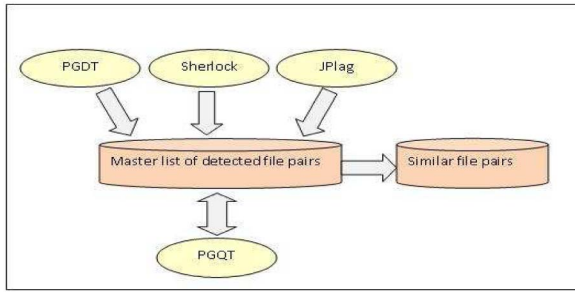 PGDT
Sherlock
JPlag
Master list of detected file pairs
Similar file pairs
PGQT